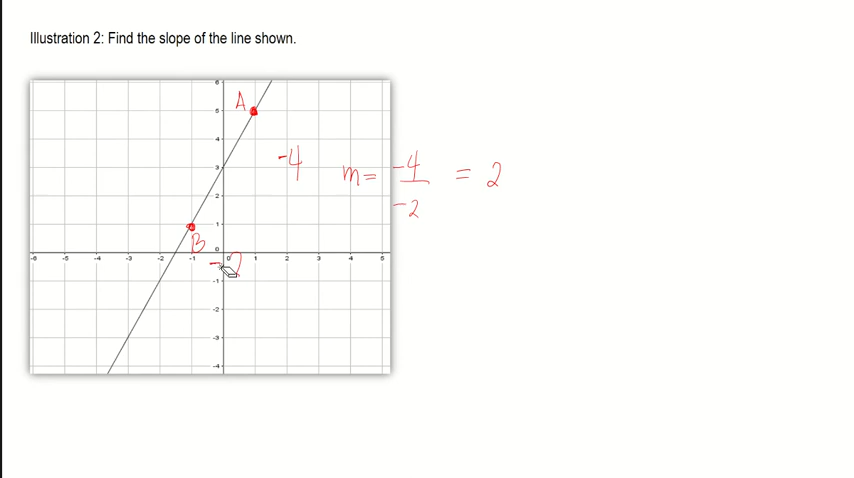 Illustration 2: Find the slope of the line shown.
6
A
5
4
-4
m = -4/-2 = 2
3
2
1
B
0
-6 -5 -4 -3 -2 -1 0 1 2 3 4 5
-2
-1
-2
-3
-4